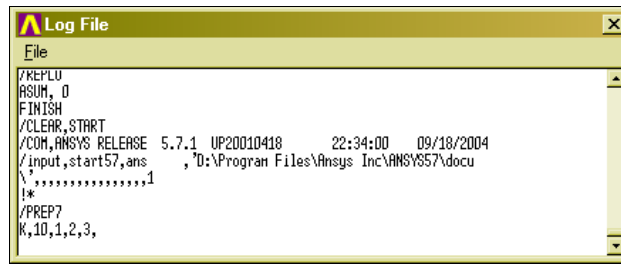 Log File
File
/REPLO
ASUM, 0
FINISH
/CLEAR,START
/COM,ANSYS RELEASE 5.7.1 UP20010418 22:34:00 09/18/2004
/input,start57,ans ,'D:\Program Files\Ansys Inc\ANSYS57\docu
\',,,,,,,,,,,,,,,,1
!*
/PREP7
K,10,1,2,3,